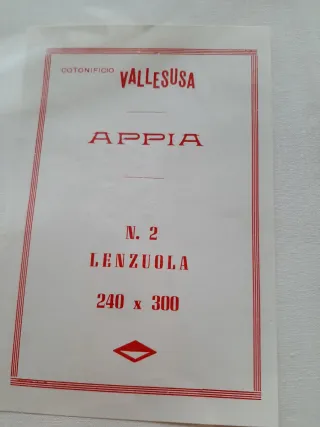 COTONIFICIO VALLESUSA
APPIA
N. 2
LENZUOLA
240 x 300